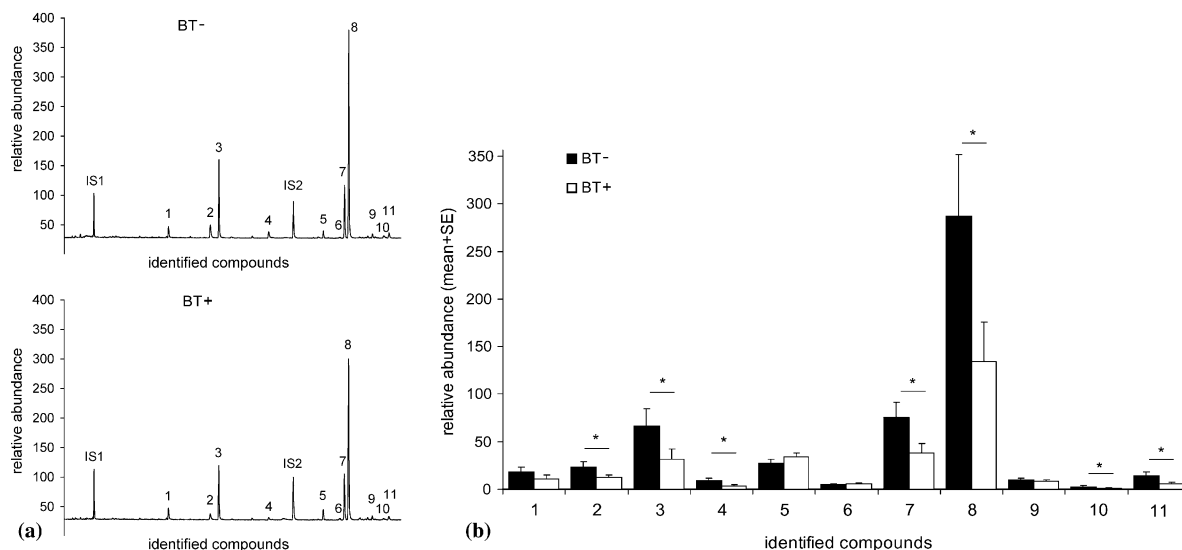 BT-
400
350
300
250
200
150
100
50
relative abundance
IS1
1
2
3
4
IS2
5
6
7
8
9
10
11
identified compounds
BT+
400
350
300
250
200
150
100
50
relative abundance
IS1
1
2
3
4
IS2
5
6
7
8
9
10
11
identified compounds
(a)
BT-
BT+
350
300
250
200
150
100
50
0
relative abundance (mean+SE)
* * * * * * *
1 2 3 4 5 6 7 8 9 10 11
identified compounds
(b)